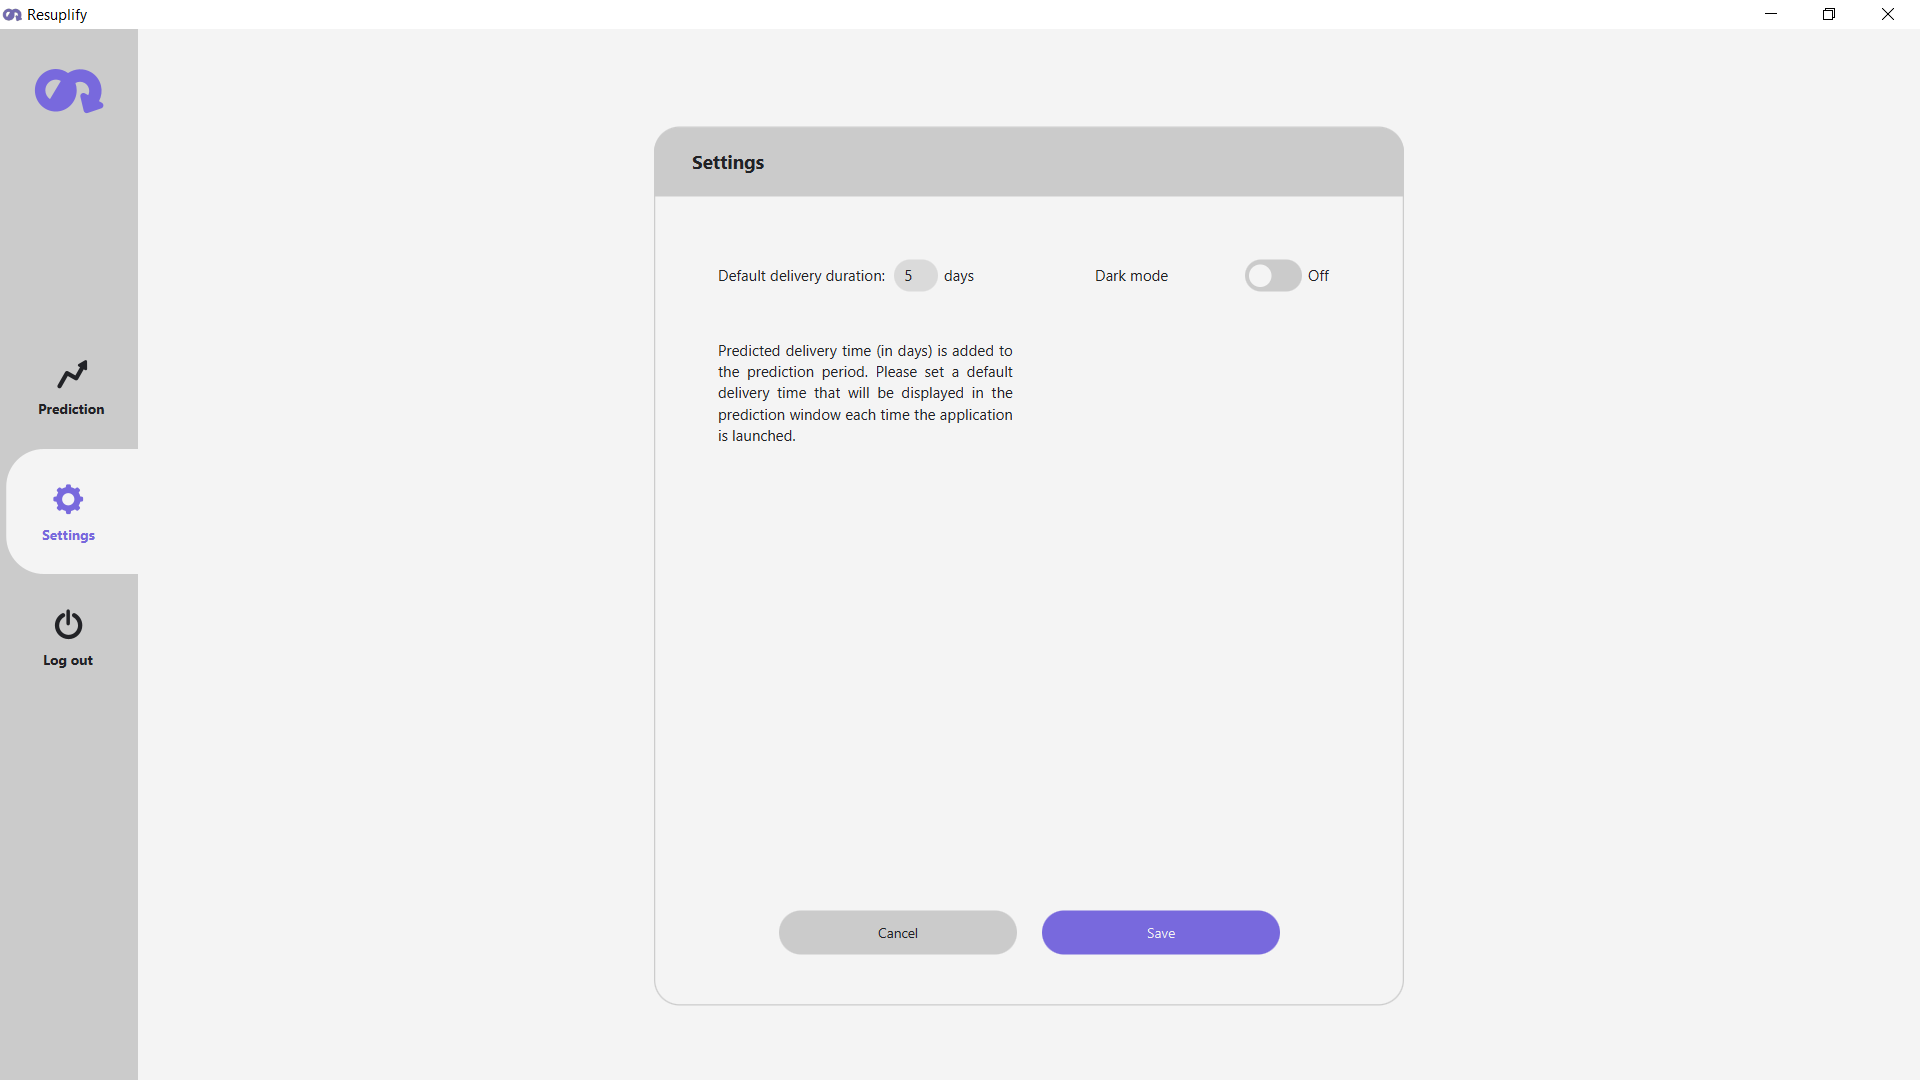 Resuplify
Settings
Default delivery duration: 5 days
Dark mode Off
Predicted delivery time (in days) is added to
the prediction period. Please set a default
delivery time that will be displayed in the
prediction window each time the application
is launched.
Prediction
Settings
Log out
Cancel
Save